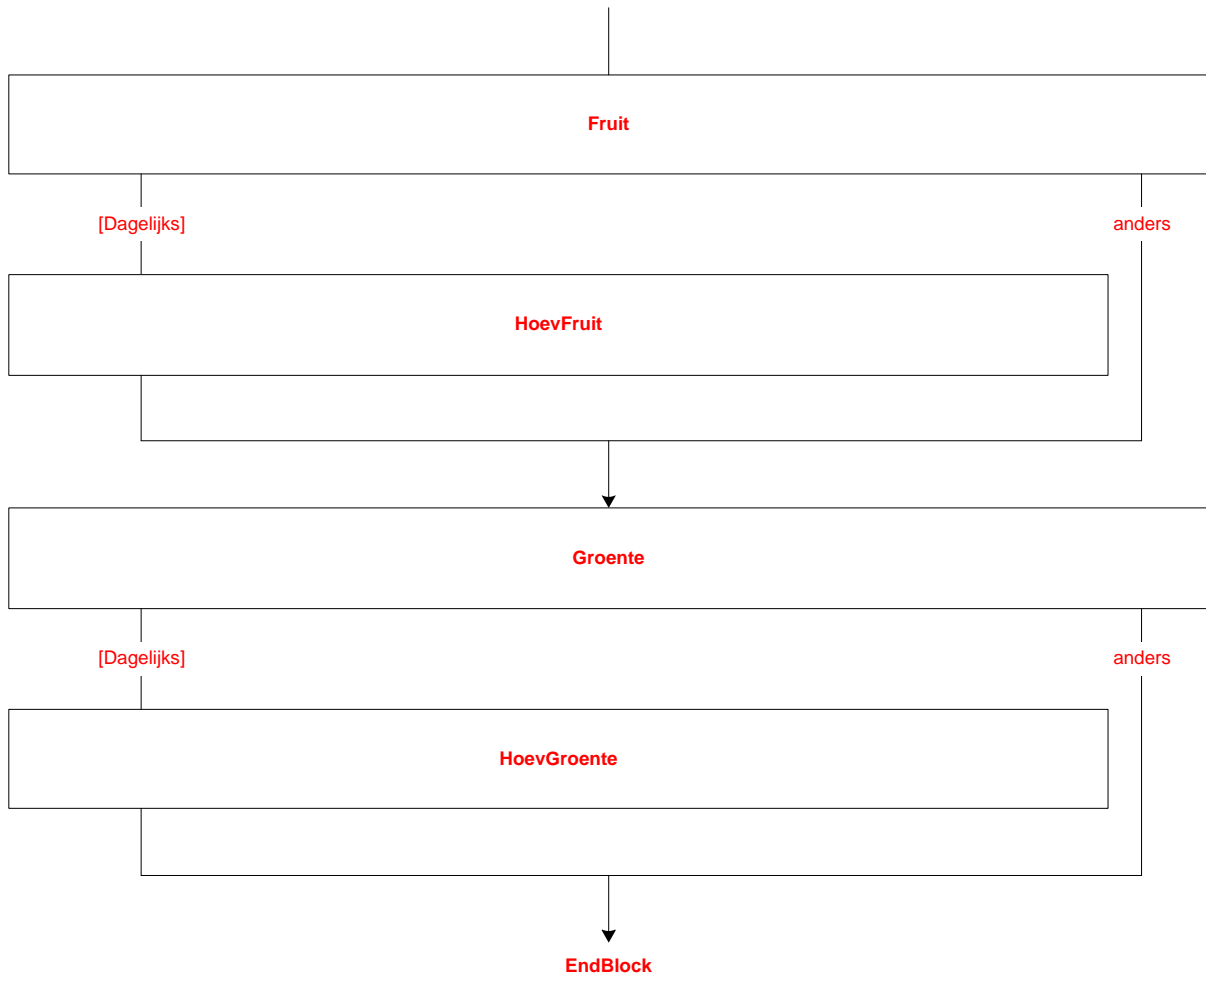 Fruit
[Dagelijks]
anders
HoevFruit
Groente
[Dagelijks]
anders
HoevGroente
EndBlock